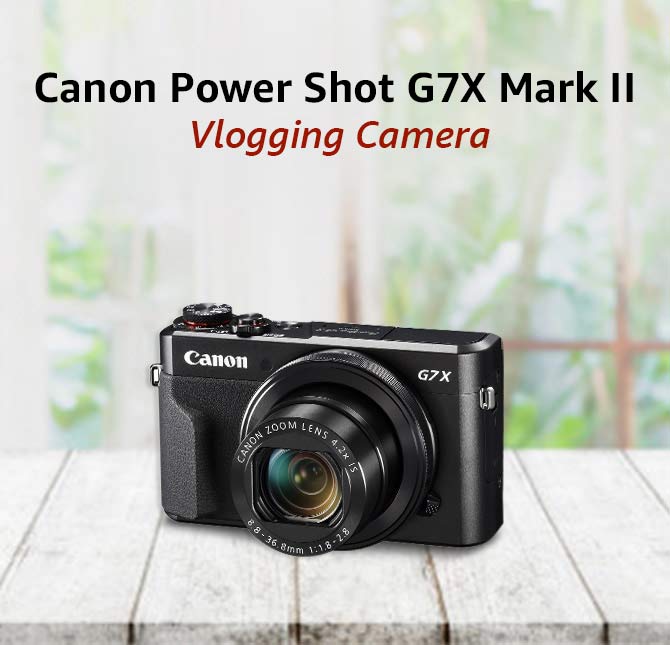 Canon Power Shot G7X Mark II
Vlogging Camera
Canon
G7X
CANON ZOOM LENS 4.2x IS
8.8-36.8mm 1:1.8-2.8